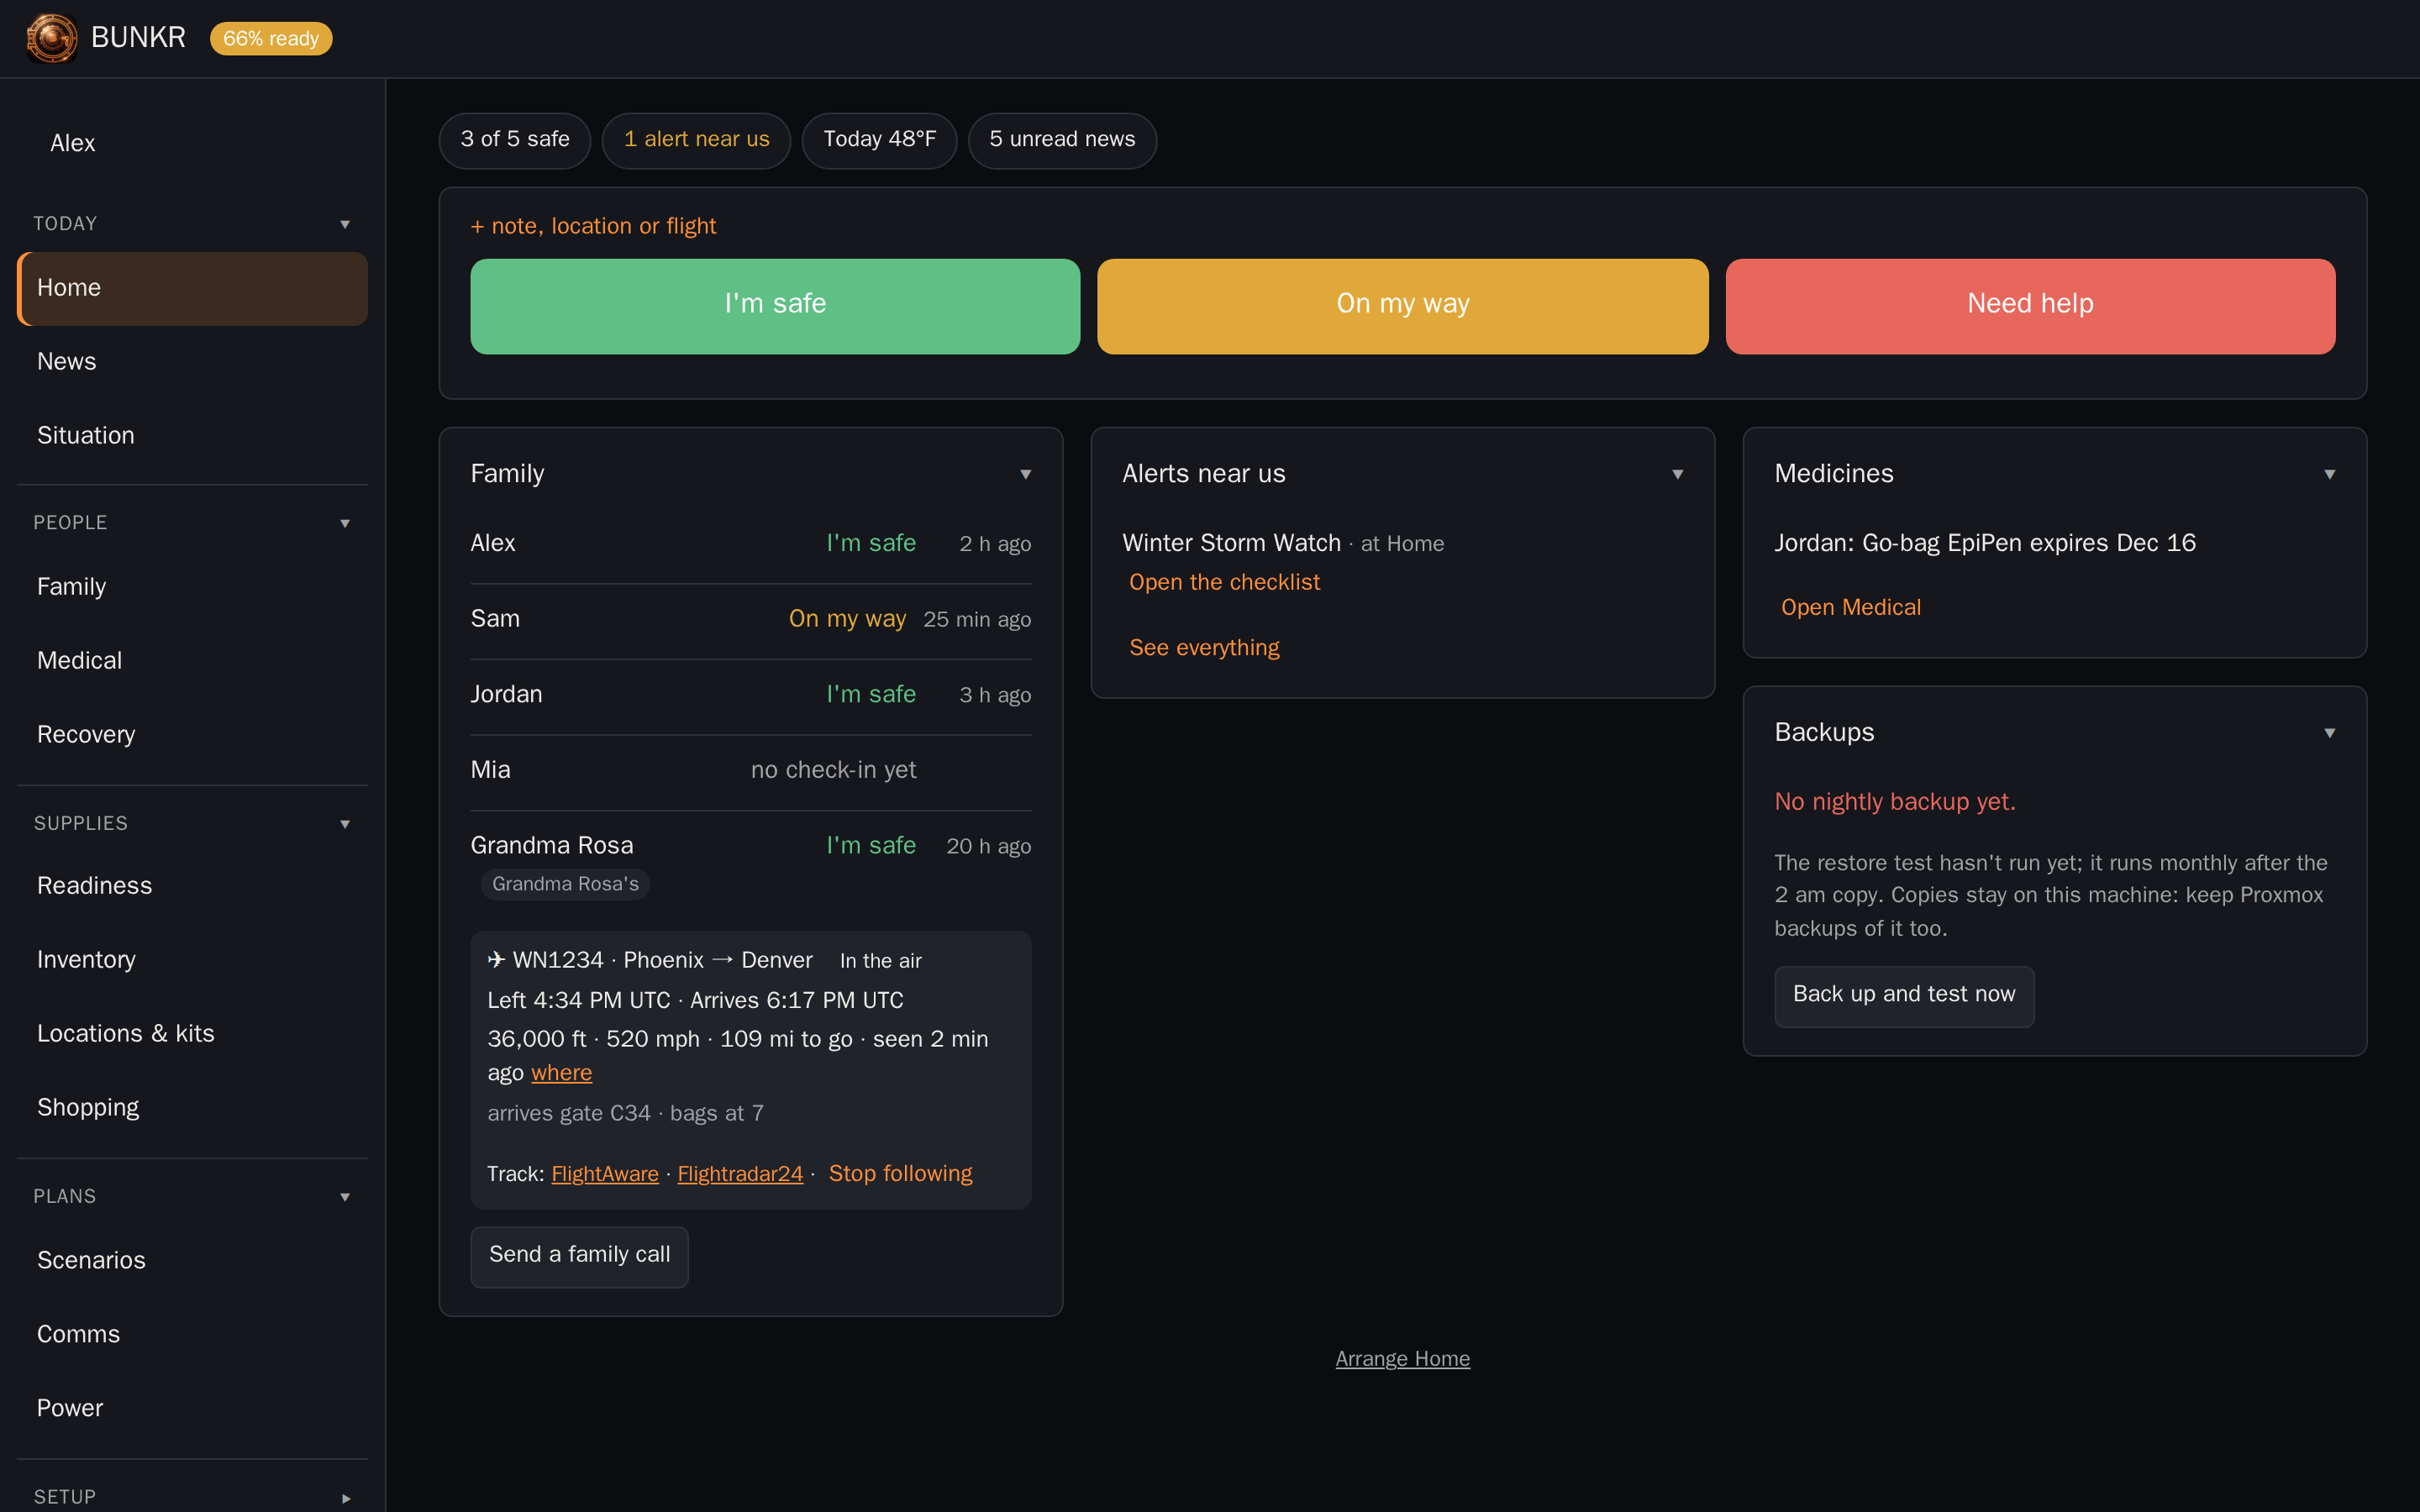 BUNKR
66% ready
Alex
TODAY
Home
News
Situation
PEOPLE
Family
Medical
Recovery
SUPPLIES
Readiness
Inventory
Locations & kits
Shopping
PLANS
Scenarios
Comms
Power
SETUP
3 of 5 safe
1 alert near us
Today 48°F
5 unread news
+ note, location or flight
I'm safe
On my way
Need help
Family
Alex I'm safe 2 h ago
Sam On my way 25 min ago
Jordan I'm safe 3 h ago
Mia no check-in yet
Grandma Rosa I'm safe 20 h ago
Grandma Rosa's
✈ WN1234 · Phoenix → Denver In the air
Left 4:34 PM UTC · Arrives 6:17 PM UTC
36,000 ft · 520 mph · 109 mi to go · seen 2 min
ago where
arrives gate C34 · bags at 7
Track: FlightAware · Flightradar24 · Stop following
Send a family call
Alerts near us
Winter Storm Watch · at Home
Open the checklist
See everything
Medicines
Jordan: Go-bag EpiPen expires Dec 16
Open Medical
Backups
No nightly backup yet.
The restore test hasn't run yet; it runs monthly after the
2 am copy. Copies stay on this machine: keep Proxmox
backups of it too.
Back up and test now
Arrange Home